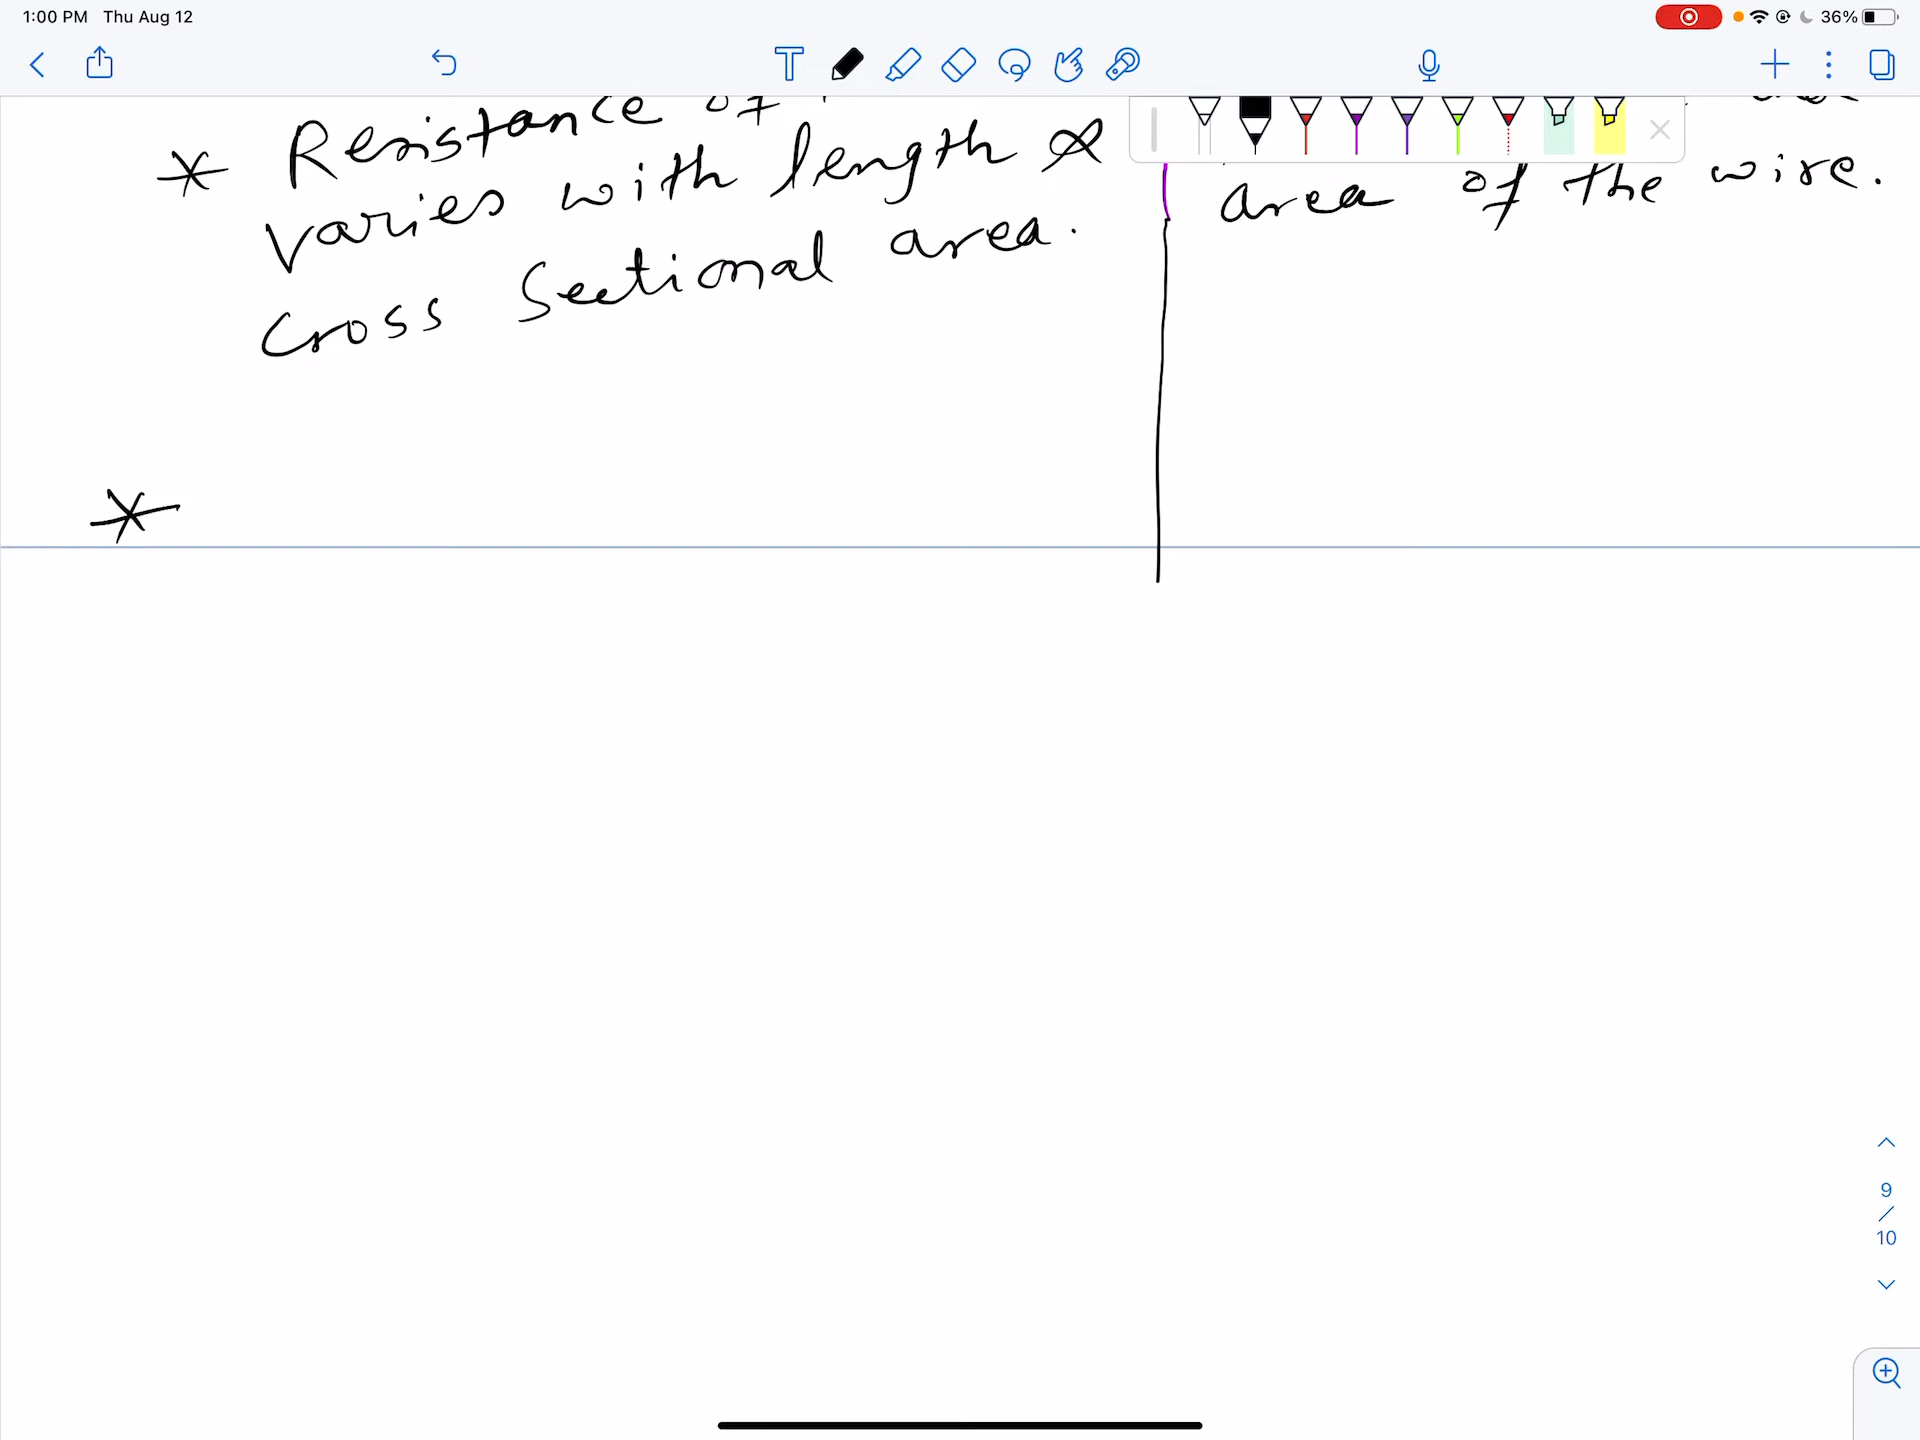 1:00 PM Thu Aug 12
36%
* Resistance of
varies with length &
cross sectional area.
area of the wire.
*
9
/
10